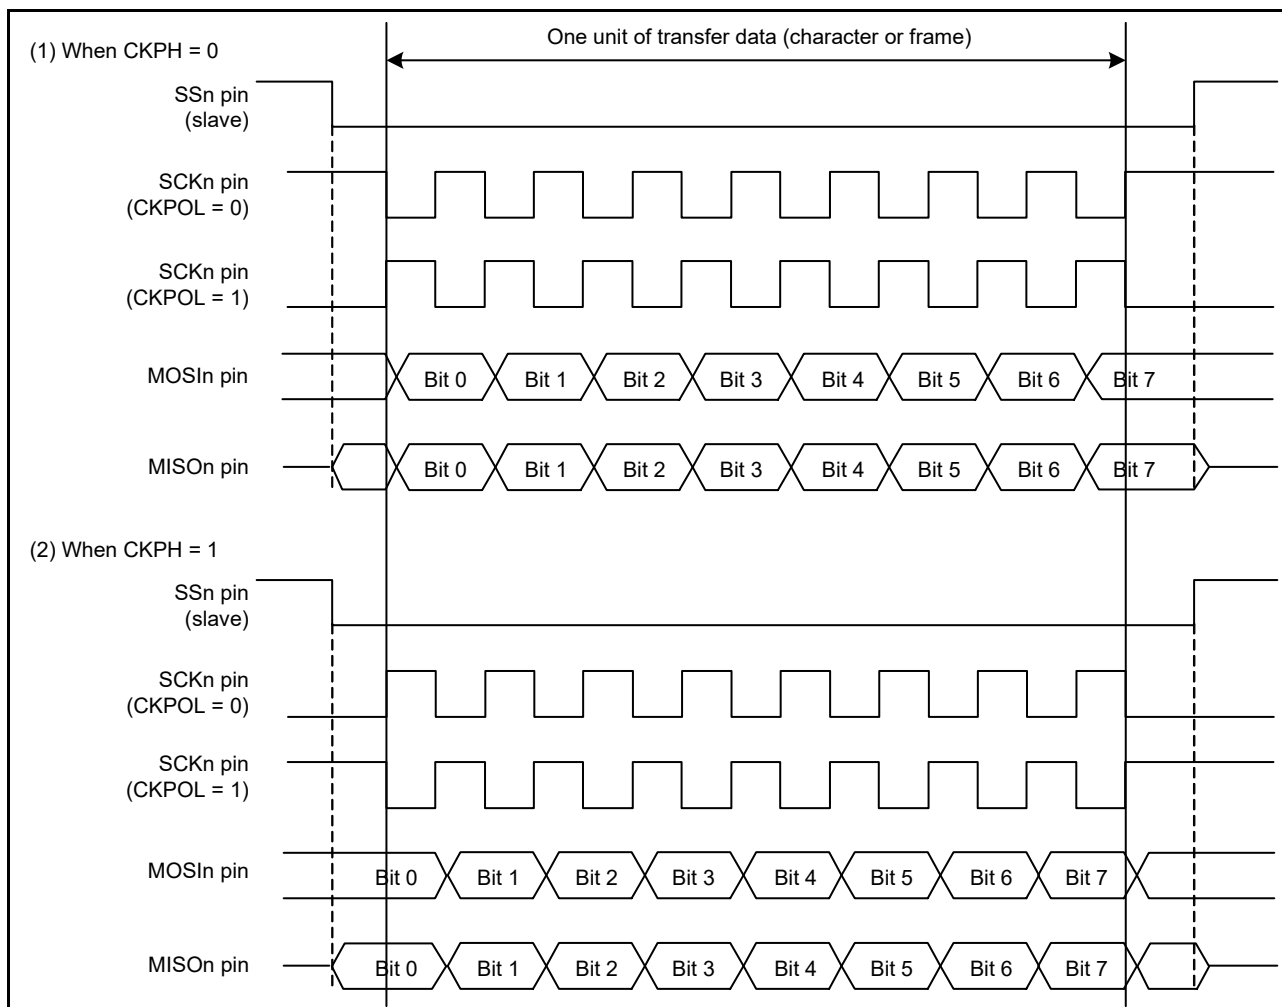 One unit of transfer data (character or frame)
(1) When CKPH = 0
SSn pin
(slave)
SCKn pin
(CKPOL = 0)
SCKn pin
(CKPOL = 1)
MOSIn pin
Bit 0 Bit 1 Bit 2 Bit 3 Bit 4 Bit 5 Bit 6 Bit 7
MISOn pin
Bit 0 Bit 1 Bit 2 Bit 3 Bit 4 Bit 5 Bit 6 Bit 7
(2) When CKPH = 1
SSn pin
(slave)
SCKn pin
(CKPOL = 0)
SCKn pin
(CKPOL = 1)
MOSIn pin
Bit 0 Bit 1 Bit 2 Bit 3 Bit 4 Bit 5 Bit 6 Bit 7
MISOn pin
Bit 0 Bit 1 Bit 2 Bit 3 Bit 4 Bit 5 Bit 6 Bit 7